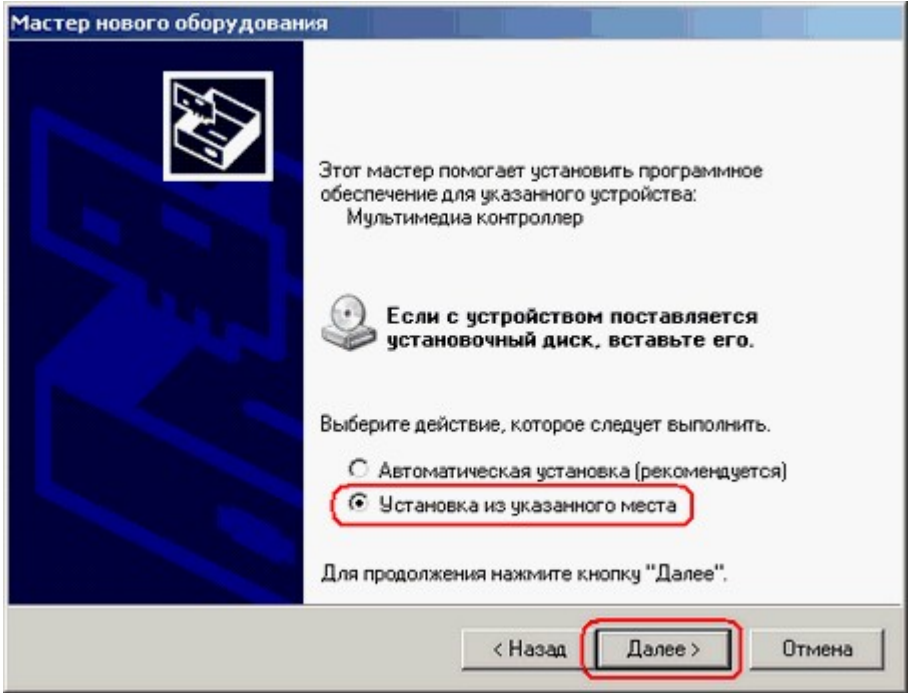 Мастер нового оборудования
Этот мастер помогает установить программное
обеспечение для указанного устройства:
Мультимедиа контроллер
Если с устройством поставляется
установочный диск, вставьте его.
Выберите действие, которое следует выполнить.
Автоматическая установка (рекомендуется)
Установка из указанного места
Для продолжения нажмите кнопку "Далее".
< Назад
Далее >
Отмена